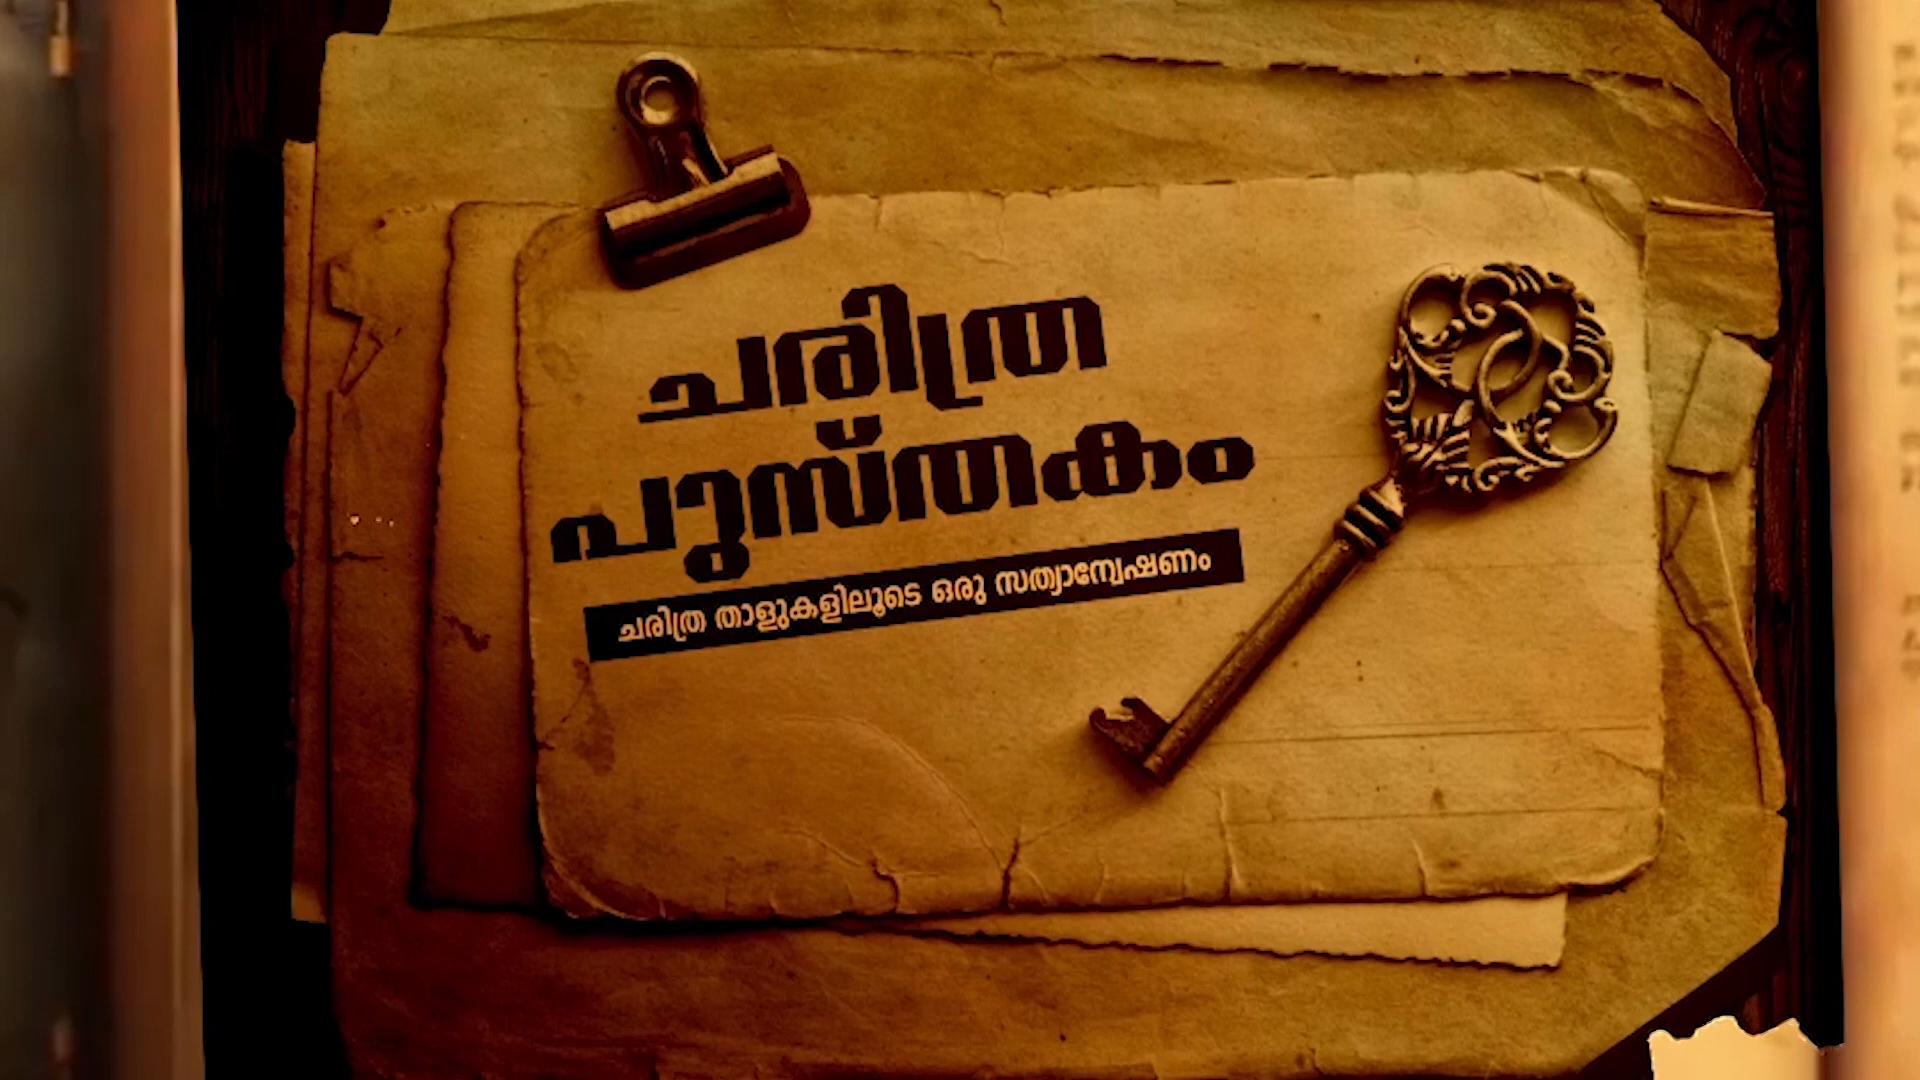 ചരിത്ര
പുസ്തകം
ചരിത്ര താളുകളിലൂടെ ഒരു സത്യാന്വേഷണം